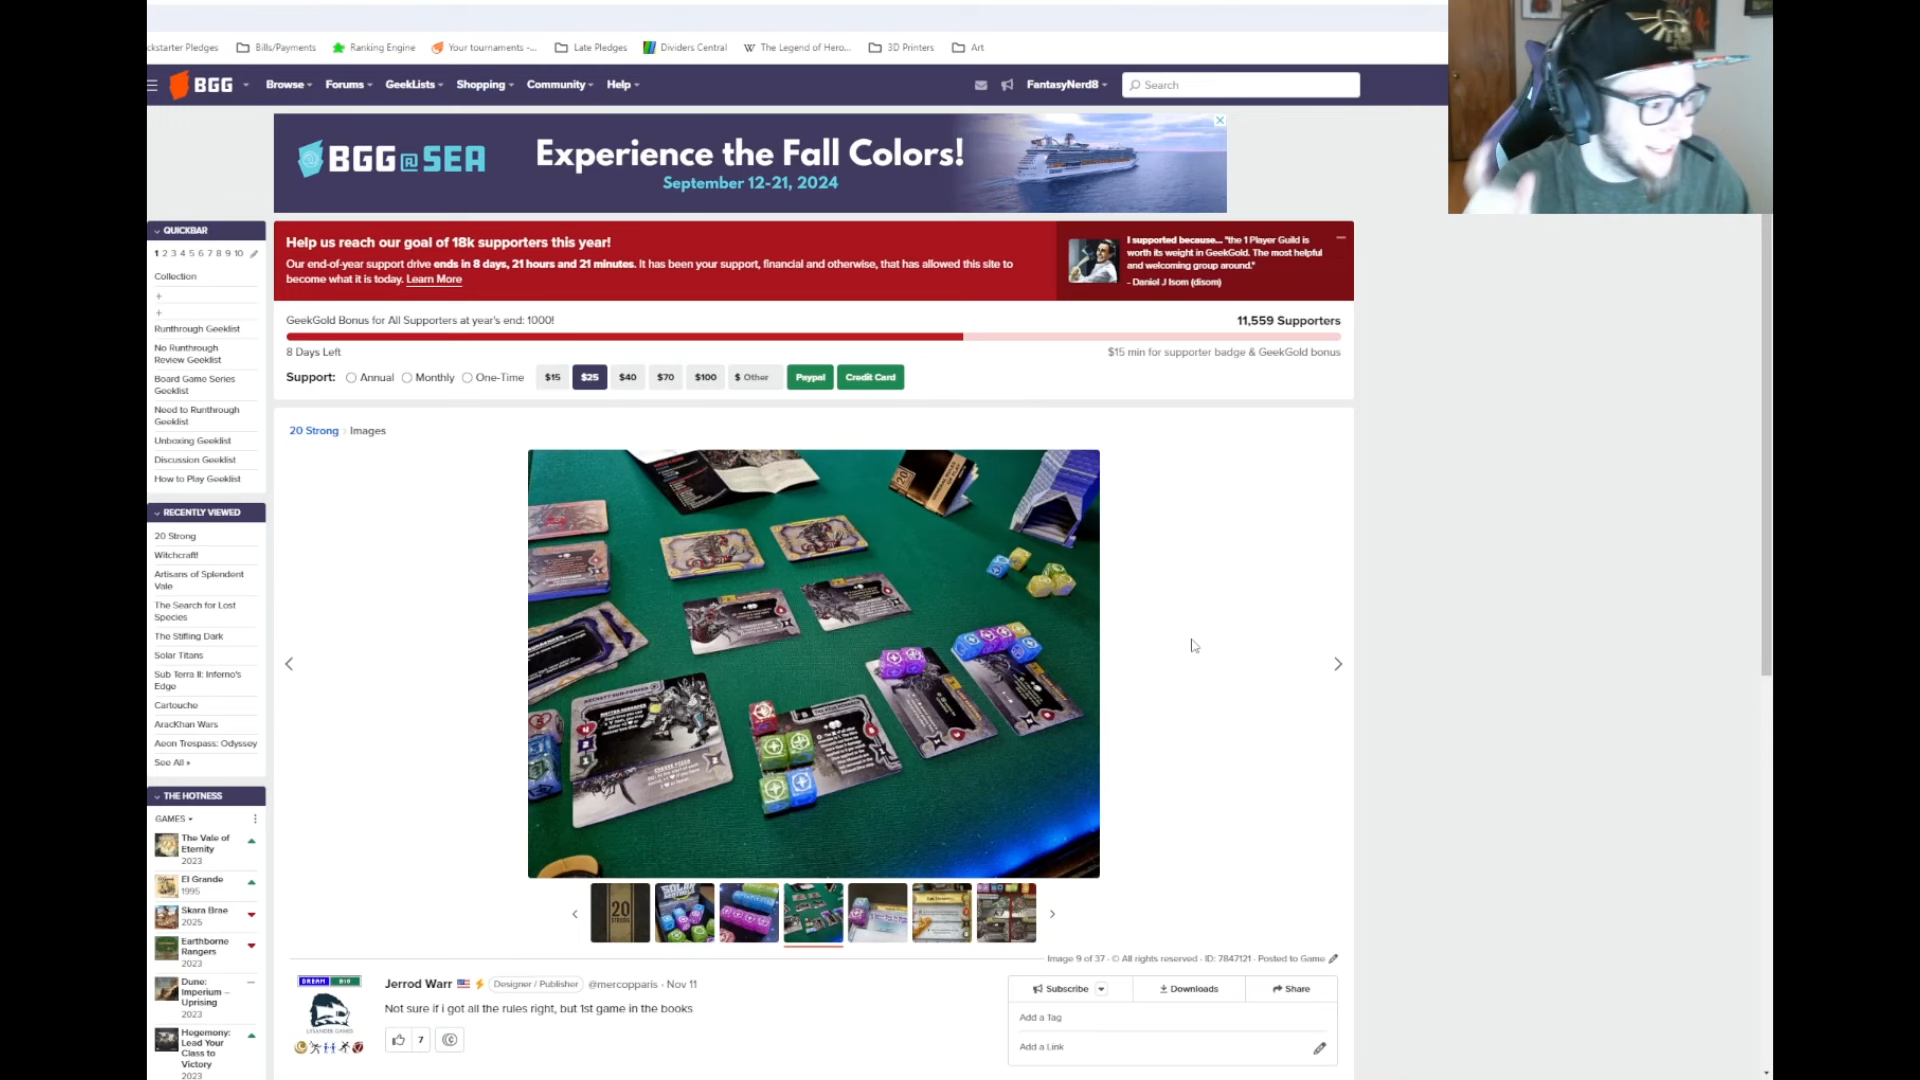 ckstarter Pledges Bills/Payments Ranking Engine Your tournaments -... Late Pledges Dividers Central The Legend of Hero... 3D Printers Art
BGG Browse Forums GeekLists Shopping Community Help FantasyNerd8 Search
BGG@SEA Experience the Fall Colors!
September 12-21, 2024
QUICKBAR
1 2 3 4 5 6 7 8 9 10
Collection
+
+
Runthrough Geeklist
No Runthrough
Review Geeklist
Board Game Series
Geeklist
Need to Runthrough
Geeklist
Unboxing Geeklist
Discussion Geeklist
How to Play Geeklist
Help us reach our goal of 18k supporters this year!
Our end-of-year support drive ends in 8 days, 21 hours and 21 minutes. It has been your support, financial and otherwise, that has allowed this site to
become what it is today. Learn More
I supported because... "the 1 Player Guild is
worth its weight in GeekGold. The most helpful
and welcoming group around."
- Daniel J Isom (disom)
GeekGold Bonus for All Supporters at year's end: 1000! 11,559 Supporters
8 Days Left $15 min for supporter badge & GeekGold bonus
Support: Annual Monthly One-Time $15 $25 $40 $70 $100 $ Other Paypal Credit Card
20 Strong Images
RECENTLY VIEWED
20 Strong
Witchcraft!
Artisans of Splendent
Vale
The Search for Lost
Species
The Stifling Dark
Solar Titans
Sub Terra II: Inferno's
Edge
Cartouche
AracKhan Wars
Aeon Trespass: Odyssey
See All »
THE HOTNESS
GAMES
The Vale of
Eternity
2023
El Grande
1995
Skara Brae
2025
Earthborne
Rangers
2023
Dune:
Imperium –
Uprising
2023
Hegemony:
Lead Your
Class to
Victory
2023
20
STRONG
SOLAR
Image 9 of 37 · © All rights reserved · ID: 7847121 · Posted to Game
DREAM BIG
LYSANDER GAMES
Jerrod Warr Designer / Publisher @mercopparis · Nov 11
Not sure if i got all the rules right, but 1st game in the books
7
Subscribe Downloads Share
Add a Tag
Add a Link